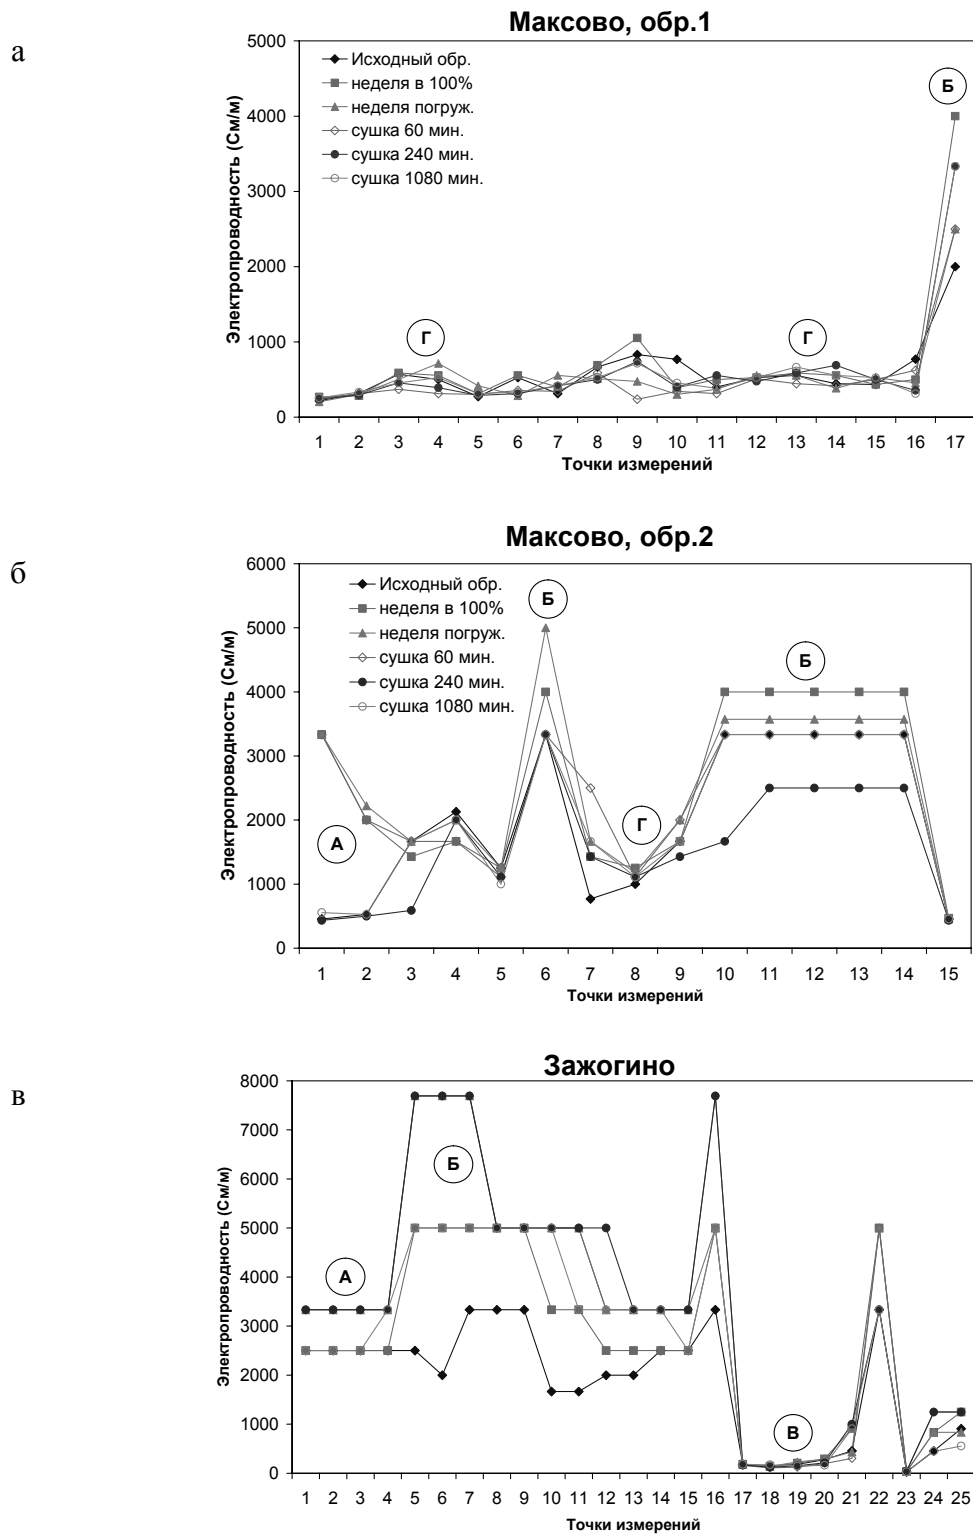 а
Максово, обр.1
Электропроводность (См/м)
5000
4000
3000
2000
1000
0
Исходный обр.
неделя в 100%
неделя погруж.
сушка 60 мин.
сушка 240 мин.
сушка 1080 мин.
Б
Г
Г
1 2 3 4 5 6 7 8 9 10 11 12 13 14 15 16 17
Точки измерений
б
Максово, обр.2
Электропроводность (См/м)
6000
5000
4000
3000
2000
1000
0
Исходный обр.
неделя в 100%
неделя погруж.
сушка 60 мин.
сушка 240 мин.
сушка 1080 мин.
Б
Б
А
Г
1 2 3 4 5 6 7 8 9 10 11 12 13 14 15
Точки измерений
в
Зажогино
Электропроводность (См/м)
8000
7000
6000
5000
4000
3000
2000
1000
0
Б
А
В
1 2 3 4 5 6 7 8 9 10 11 12 13 14 15 16 17 18 19 20 21 22 23 24 25
Точки измерений